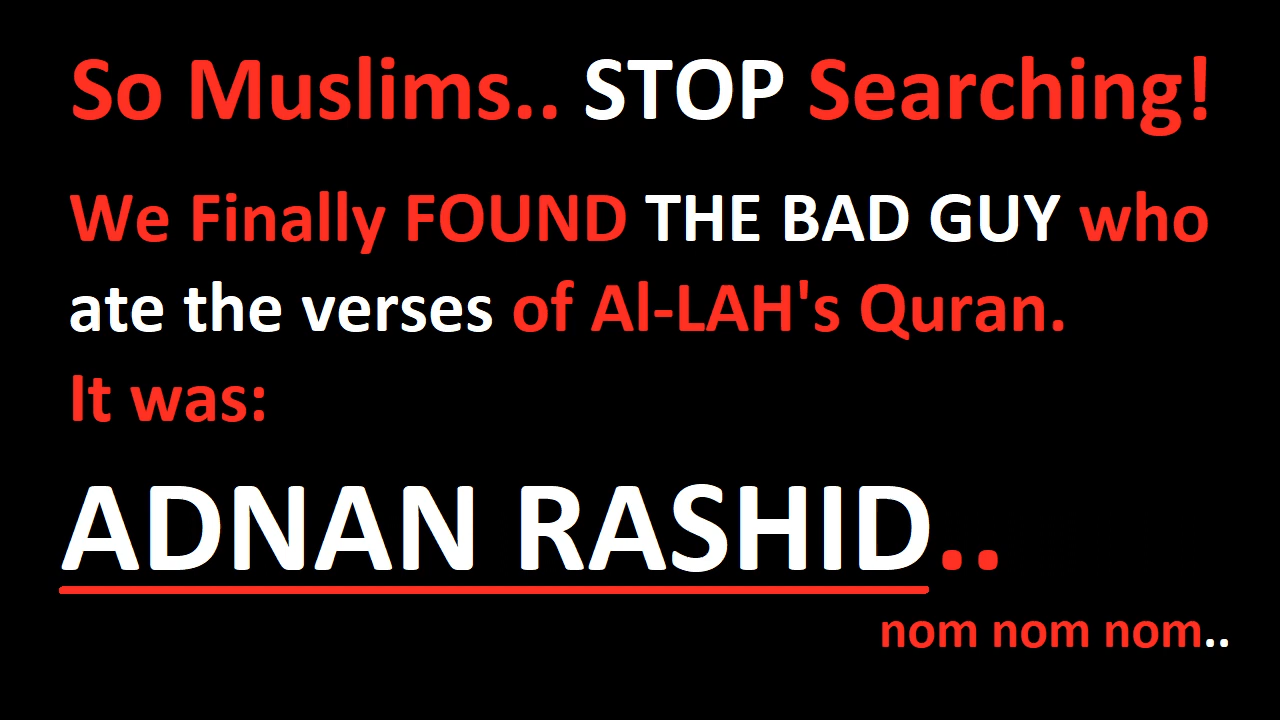 So Muslims.. STOP Searching!
We Finally FOUND THE BAD GUY who
ate the verses of Al-LAH's Quran.
It was:
ADNAN RASHID..
nom nom nom..